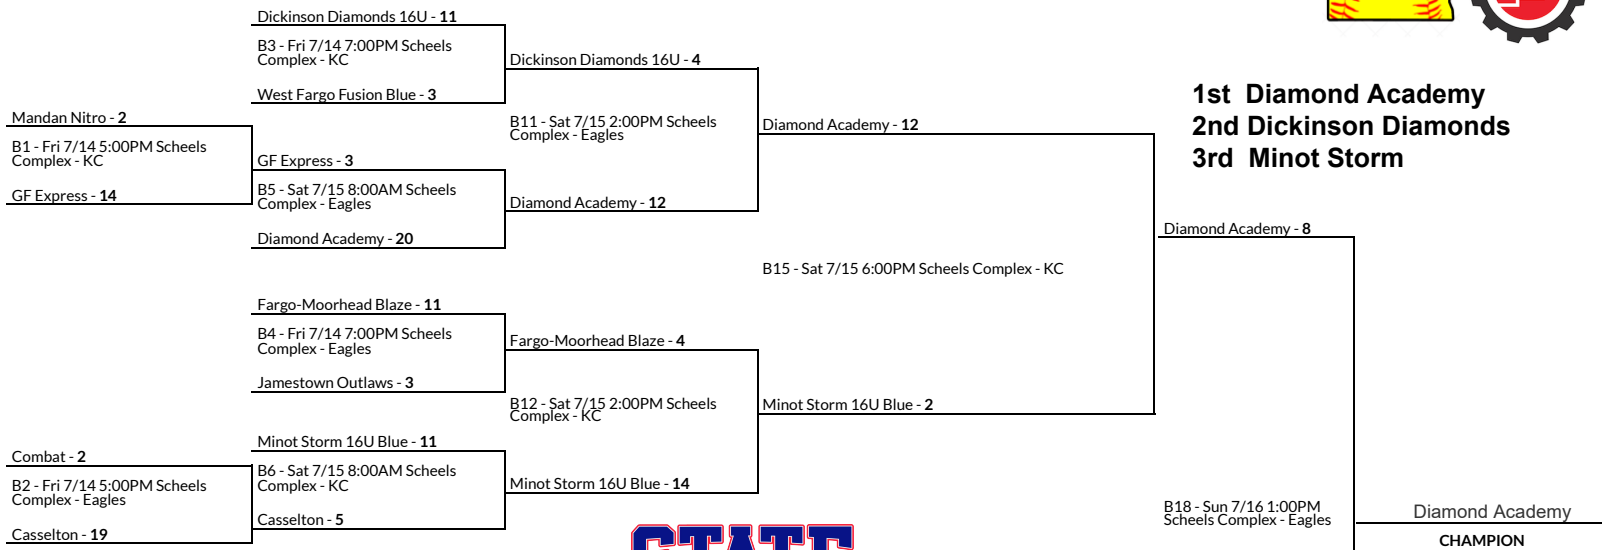 Dickinson Diamonds 16U - 11
B3 - Fri 7/14 7:00PM Scheels
Complex - KC
West Fargo Fusion Blue - 3
Mandan Nitro - 2
B1 - Fri 7/14 5:00PM Scheels
Complex - KC
GF Express - 14
GF Express - 3
B5 - Sat 7/15 8:00AM Scheels
Complex - Eagles
Diamond Academy - 20
Dickinson Diamonds 16U - 4
B11 - Sat 7/15 2:00PM Scheels
Complex - Eagles
Diamond Academy - 12
Fargo-Moorhead Blaze - 11
B4 - Fri 7/14 7:00PM Scheels
Complex - Eagles
Jamestown Outlaws - 3
Combat - 2
B2 - Fri 7/14 5:00PM Scheels
Complex - Eagles
Casselton - 19
Minot Storm 16U Blue - 11
B6 - Sat 7/15 8:00AM Scheels
Complex - KC
Casselton - 5
Fargo-Moorhead Blaze - 4
B12 - Sat 7/15 2:00PM Scheels
Complex - KC
Minot Storm 16U Blue - 14
Diamond Academy - 12
B15 - Sat 7/15 6:00PM Scheels Complex - KC
Minot Storm 16U Blue - 2
1st Diamond Academy
2nd Dickinson Diamonds
3rd Minot Storm
Diamond Academy - 8
B18 - Sun 7/16 1:00PM
Scheels Complex - Eagles
Diamond Academy
CHAMPION
STATE